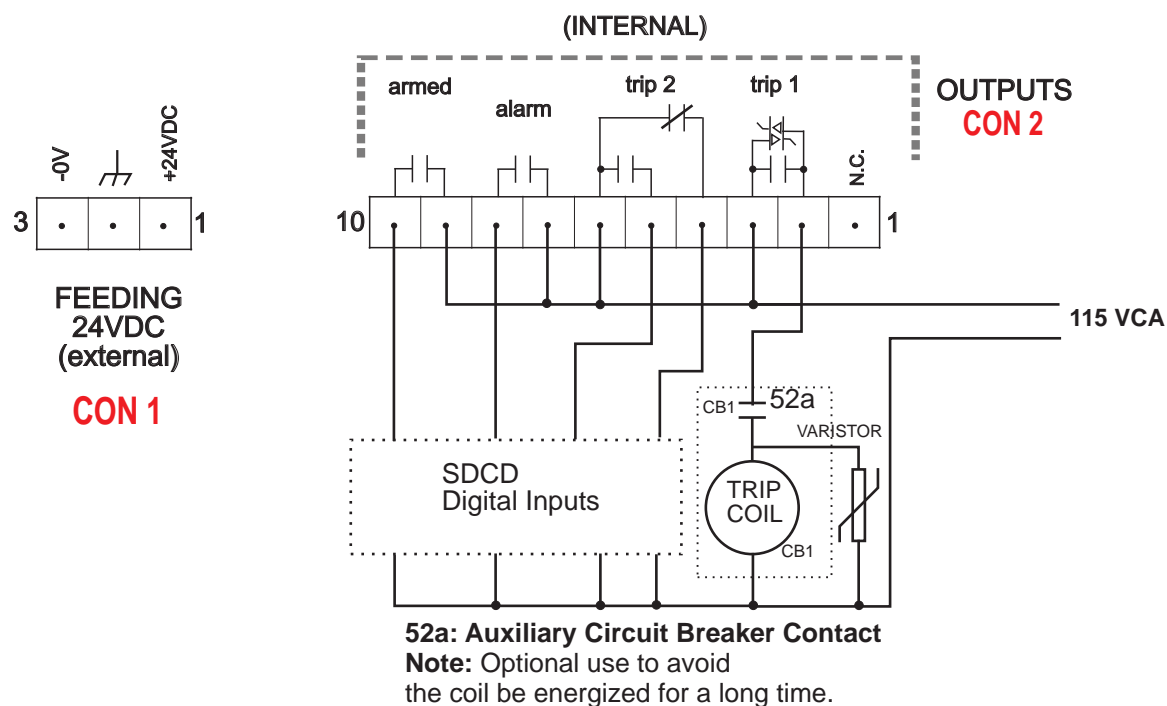 (INTERNAL)
armed
alarm
trip 2
trip 1
OUTPUTS
CON 2
-0V
+24VDC
N.C.
3
1
10
1
FEEDING
24VDC
(external)
CON 1
115 VCA
CB1
52a
VARISTOR
SDCD
Digital Inputs
TRIP
COIL
CB1
52a: Auxiliary Circuit Breaker Contact
Note: Optional use to avoid
the coil be energized for a long time.